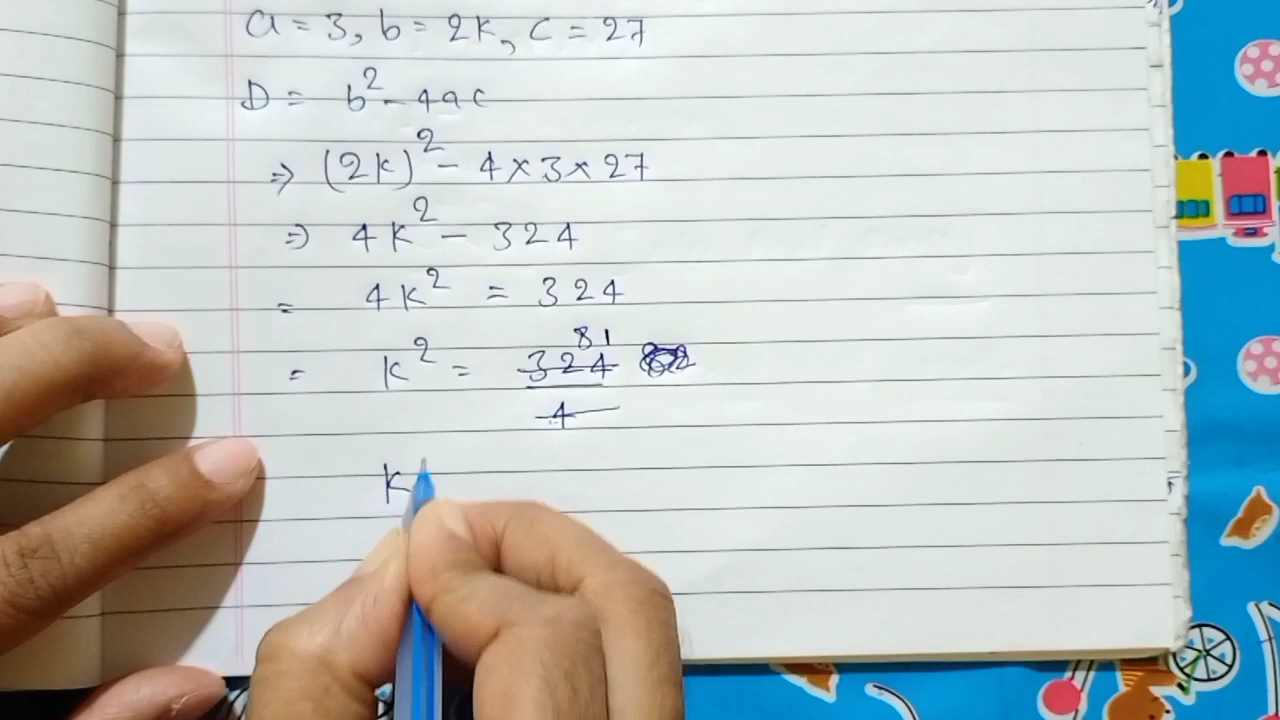 a = 3, b = 2k, c = 27
D = b² - 4ac
⇒ (2k)² - 4 × 3 × 27
⇒ 4k² - 324
= 4k² = 324
81
= k² = 324
4
k